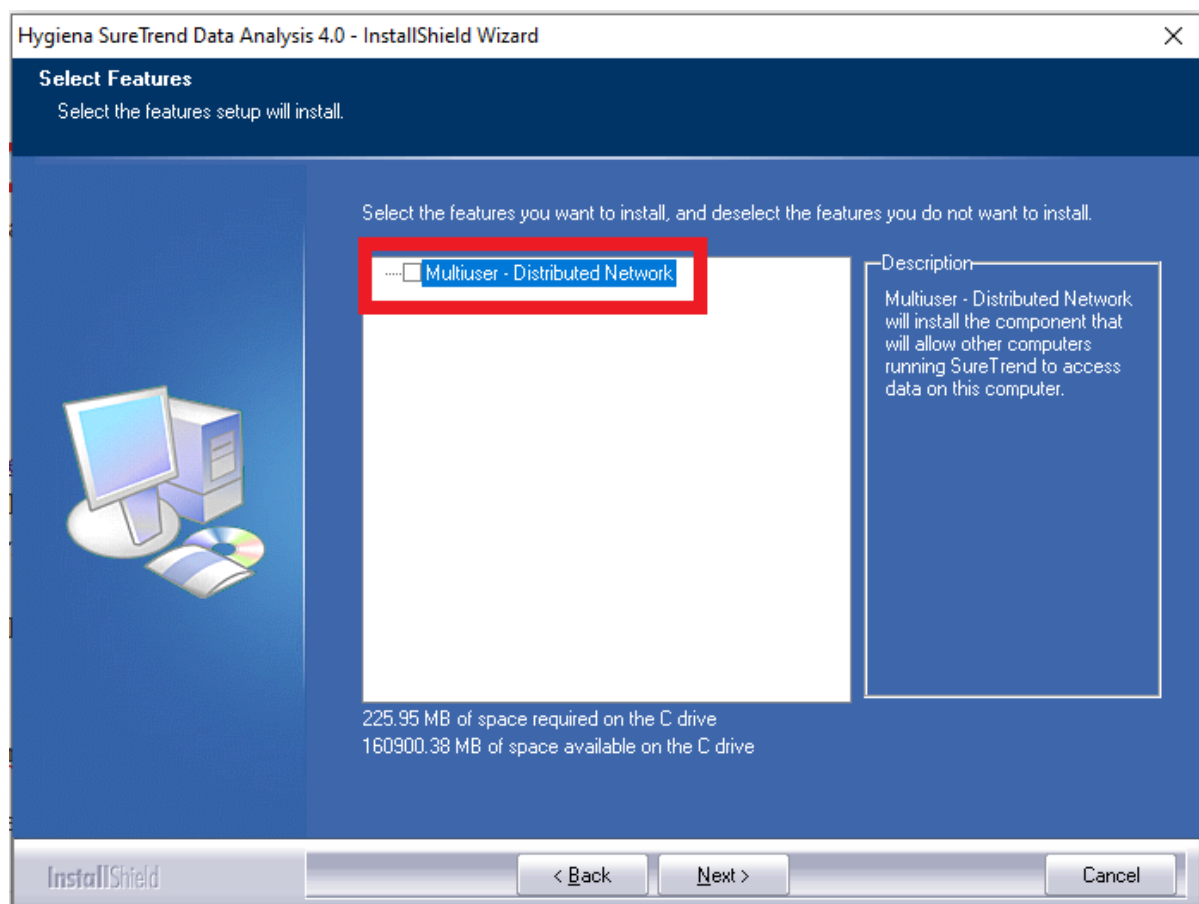 Hygiena SureTrend Data Analysis 4.0 - InstallShield Wizard
Select Features
Select the features setup will install.
Select the features you want to install, and deselect the features you do not want to install.
Multiuser - Distributed Network
Description
Multiuser - Distributed Network
will install the component that
will allow other computers
running SureTrend to access
data on this computer.
225.95 MB of space required on the C drive
160900.38 MB of space available on the C drive
InstallShield
< Back
Next >
Cancel